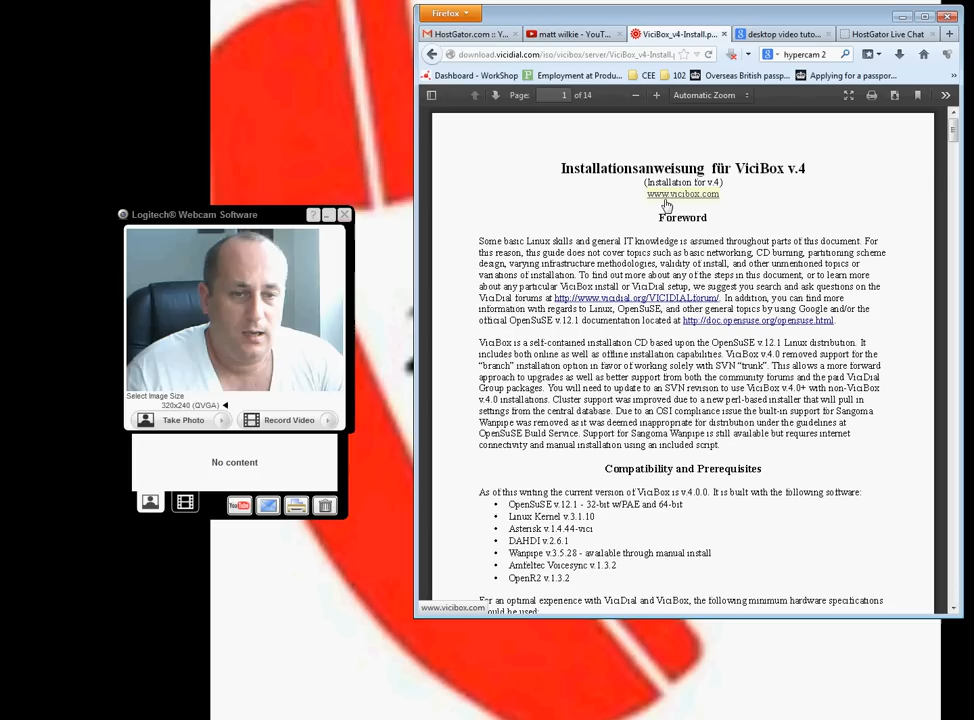 Firefox
HostGator.com :: Y...
matt wilkie - YouT...
ViciBox_v4-Install.p...
desktop video tuto...
HostGator Live Chat
download.vicidial.com/iso/vicibox/server/ViciBox_v4-Install.
hypercam 2
Dashboard - WorkShop
Employment at Produ...
CEE
102
Overseas British passp...
Applying for a passpor...
Page: 1 of 14
Automatic Zoom
Installationsanweisung für ViciBox v.4
(Installation for v.4)
www.vicibox.com
Foreword
Some basic Linux skills and general IT knowledge is assumed throughout parts of this document. For
this reason, this guide does not cover topics such as basic networking, CD burning, partitioning scheme
design, varying infrastructure methodologies, validity of install, and other unmentioned topics or
variations of installation. To find out more about any of the steps in this document, or to learn more
about any particular ViciBox install or ViciDial setup, we suggest you search and ask questions on the
ViciDial forums at http://www.vicidial.org/VICIDIALforum/. In addition, you can find more
information with regards to Linux, OpenSuSE, and other general topics by using Google and/or the
official OpenSuSE v.12.1 documentation located at http://doc.opensuse.org/opensuse.html.
ViciBox is a self-contained installation CD based upon the OpenSuSE v.12.1 Linux distribution. It
includes both online as well as offline installation capabilities. ViciBox v.4.0 removed support for the
“branch” installation option in favor of working solely with SVN “trunk”. This allows a more forward
approach to upgrades as well as better support from both the community forums and the paid ViciDial
Group packages. You will need to update to an SVN revision to use ViciBox v.4.0+ with non-ViciBox
v.4.0 installations. Cluster support was improved due to a new perl-based installer that will pull in
settings from the central database. Due to an OSI compliance issue the built-in support for Sangoma
Wanpipe was removed as it was deemed inappropriate for distribution under the guidelines at
OpenSuSE Build Service. Support for Sangoma Wanpipe is still available but requires internet
connectivity and manual installation using an included script.
Compatibility and Prerequisites
As of this writing the current version of ViciBox is v.4.0.0. It is built with the following software:
• OpenSuSE v.12.1 - 32-bit w/PAE and 64-bit
• Linux Kernel v.3.1.10
• Asterisk v.1.4.44-vici
• DAHDI v.2.6.1
• Wanpipe v.3.5.28 - available through manual install
• Amfeltec Voicesync v.1.3.2
• OpenR2 v.1.3.2
For an optimal experience with ViciDial and ViciBox, the following minimum hardware specifications
should be used:
www.vicibox.com
Logitech® Webcam Software
Select Image Size
320x240 (QVGA)
Take Photo
Record Video
No content
You Tube